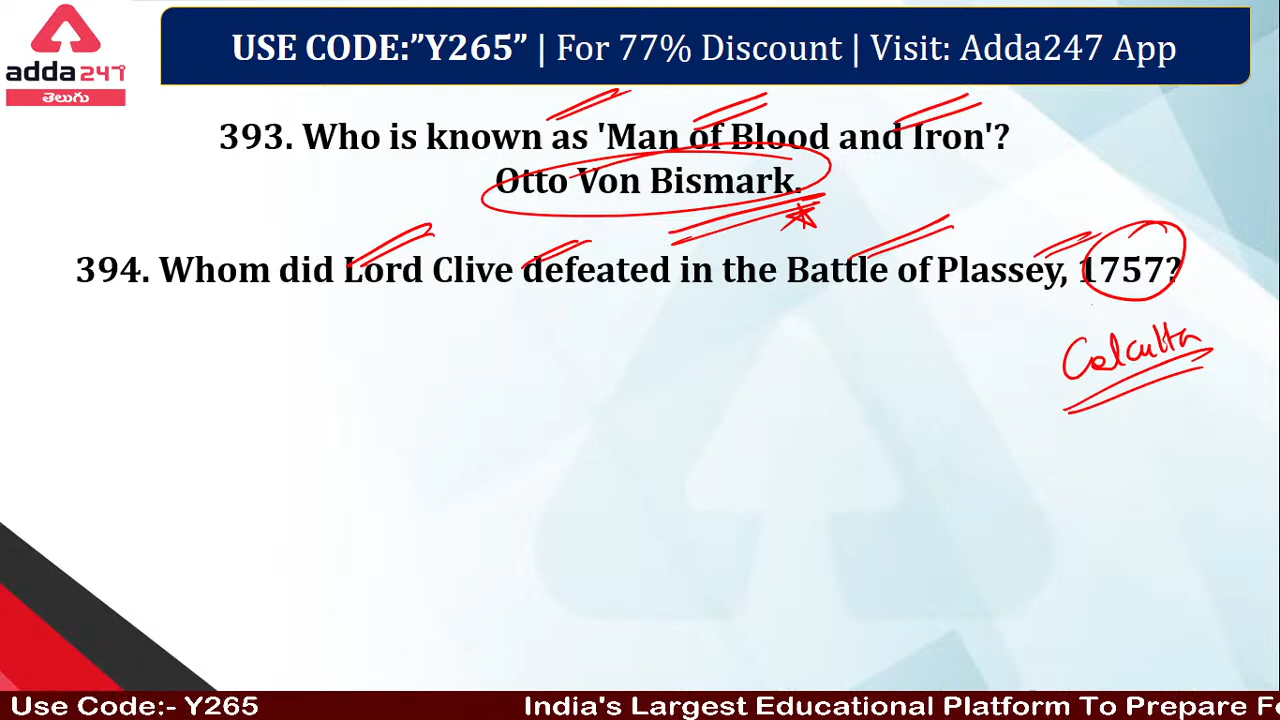 adda247
తెలుగు
USE CODE:”Y265” | For 77% Discount | Visit: Adda247 App
393. Who is known as 'Man of Blood and Iron'?
Otto Von Bismark.
394. Whom did Lord Clive defeated in the Battle of Plassey, 1757?
Calcutta
Use Code:- Y265
India's Largest Educational Platform To Prepare Fo